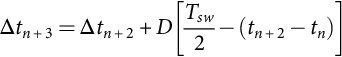 Δt_{n+3} = Δt_{n+2} + D[T_{sw}/2 − (t_{n+2} − t_n)]